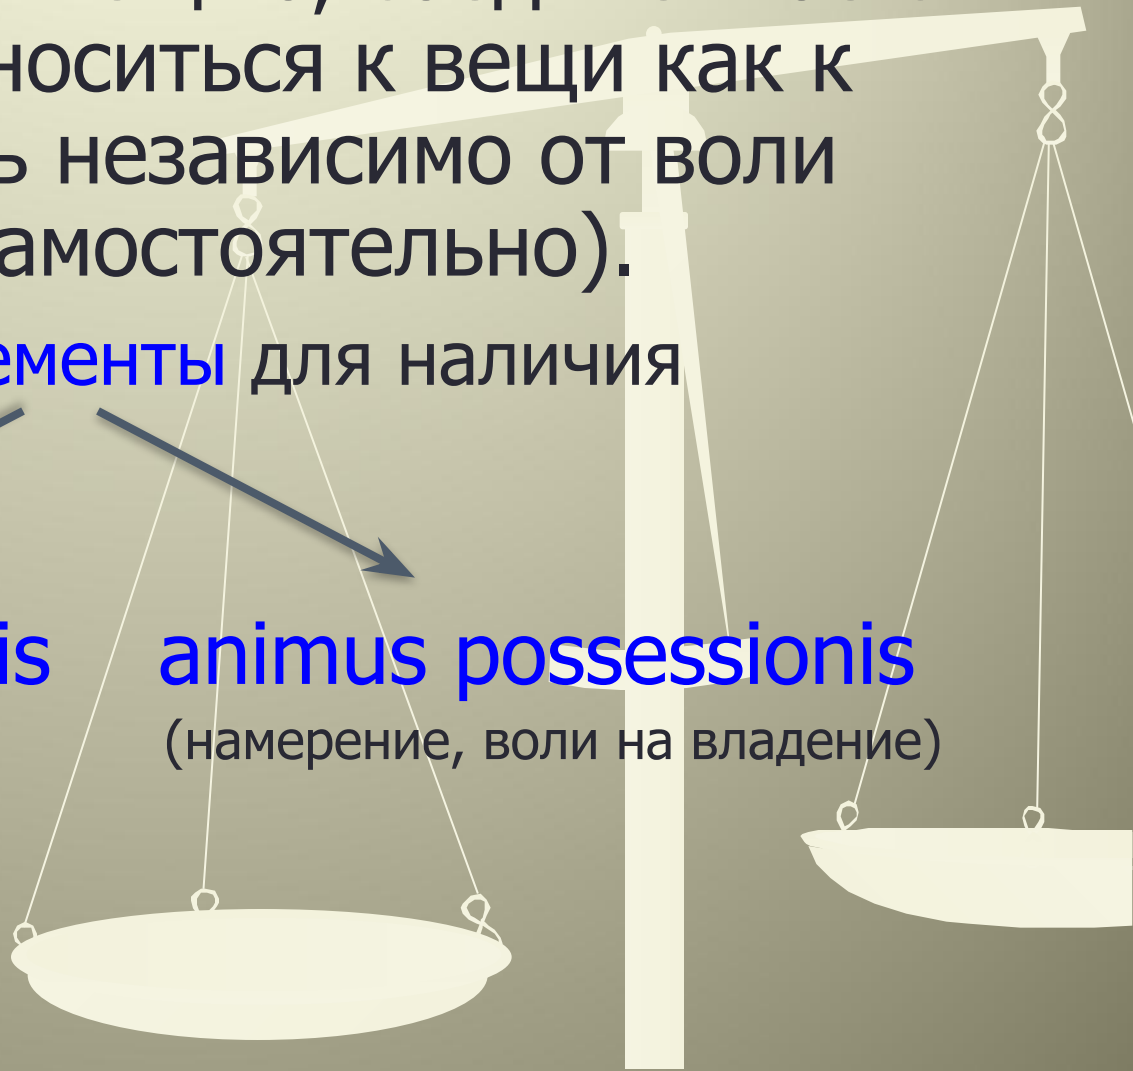 носиться к вещи как к
ь независимо от воли
амостоятельно).
ементы для наличия
is animus possessionis
(намерение, воли на владение)